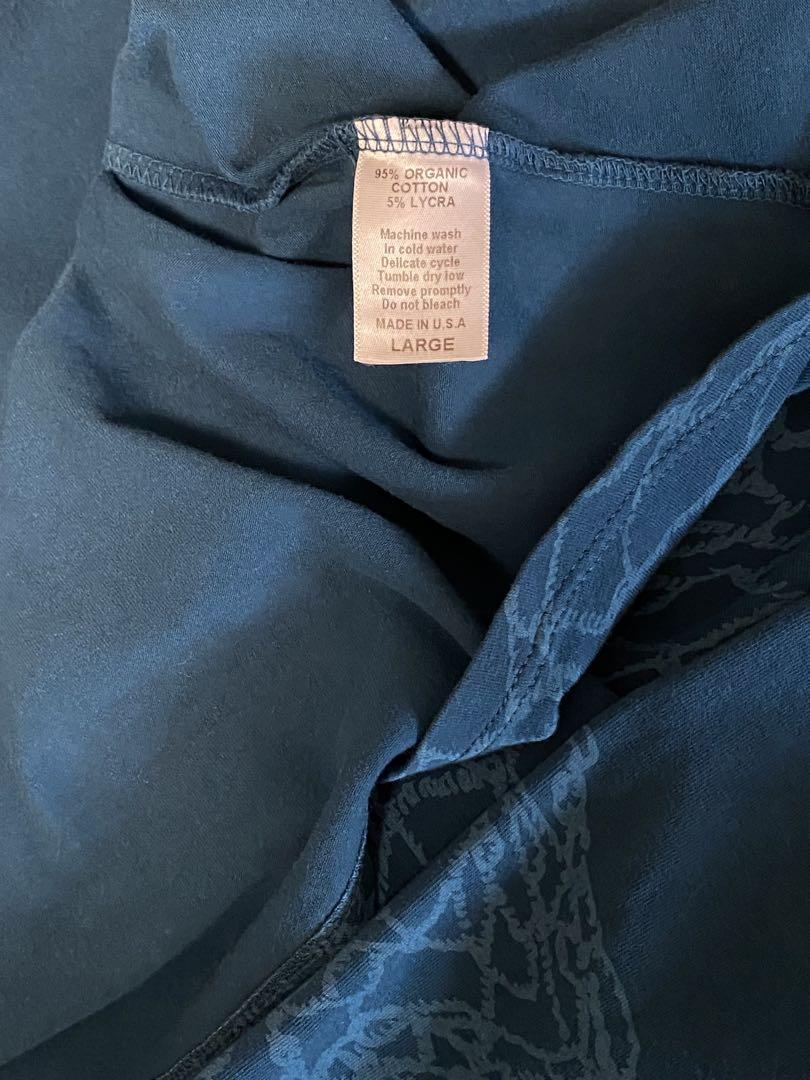 95% ORGANIC
COTTON
5% LYCRA
Machine wash
In cold water
Delicate cycle
Tumble dry low
Remove promptly
Do not bleach
MADE IN U.S.A
LARGE